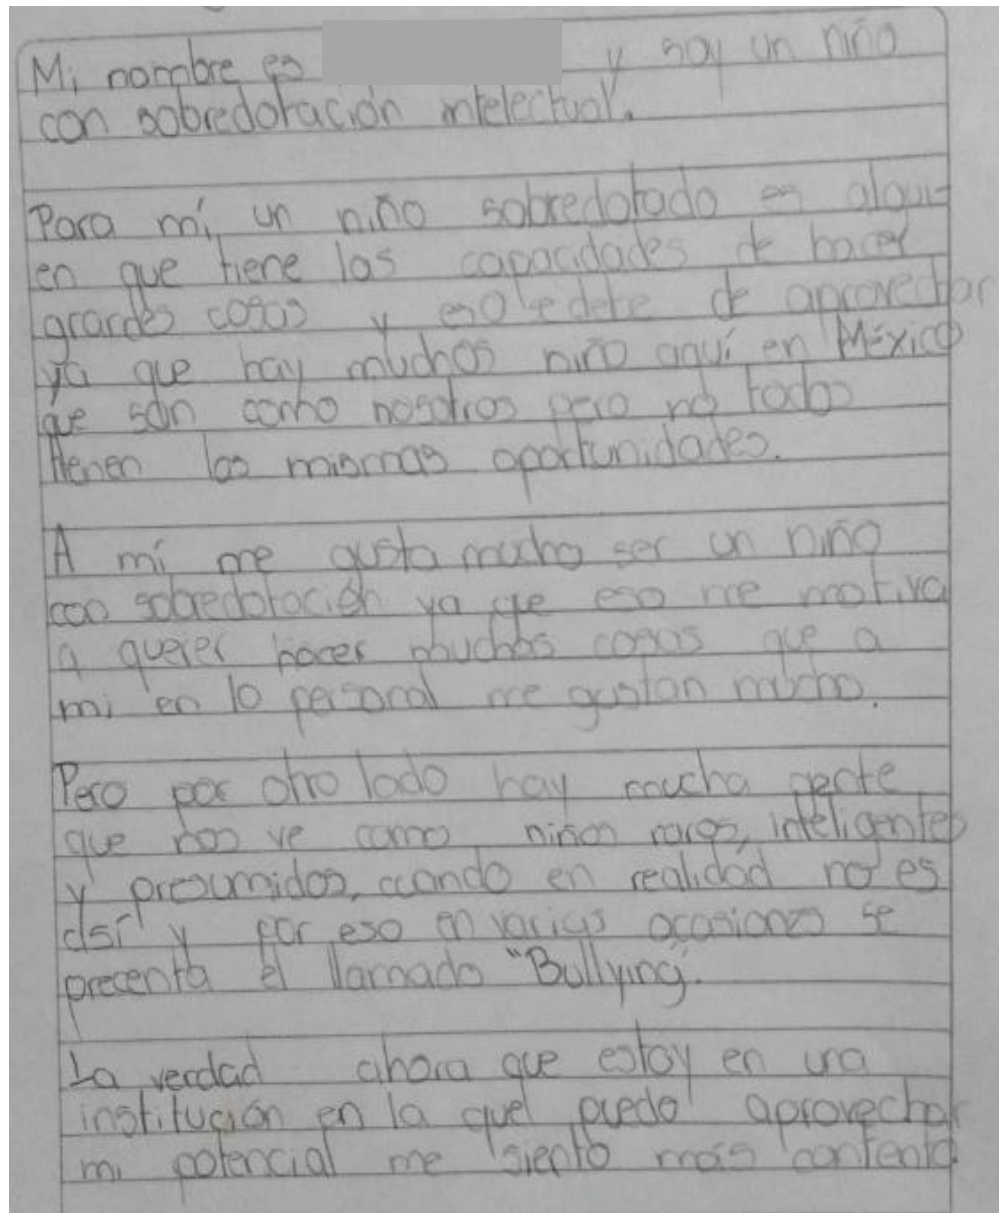 Mi nombre es y soy un niño
con sobredotación intelectual.
Para mí, un niño sobredotado es algui-
en que tiene las capacidades de hacer
grandes cosas y eso se debe de aprovechar
ya que hay muchos niño aquí en México
que son como nosotros pero no todos
tienen las mismas oportunidades.
A mí me gusta mucho ser un niño
con sobredotación ya que eso me motiva
a querer hacer muchas cosas que a
mi en lo personal me gustan mucho.
Pero por otro lado hay mucha gente
que nos ve como niños raros, inteligentes
y presumidos, cuando en realidad no es
así y por eso en varias ocasiones se
precenta el llamado "Bullying".
La verdad ahora que estoy en una
institución en la que puedo aprovechar
mi potencial me siento más contento